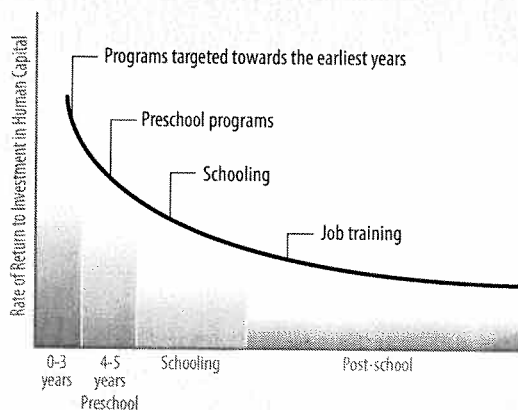 Rate of Return to Investment in Human Capital
Programs targeted towards the earliest years
Preschool programs
Schooling
Job training
0-3
years
4-5
years
Preschool
Schooling
Post-school